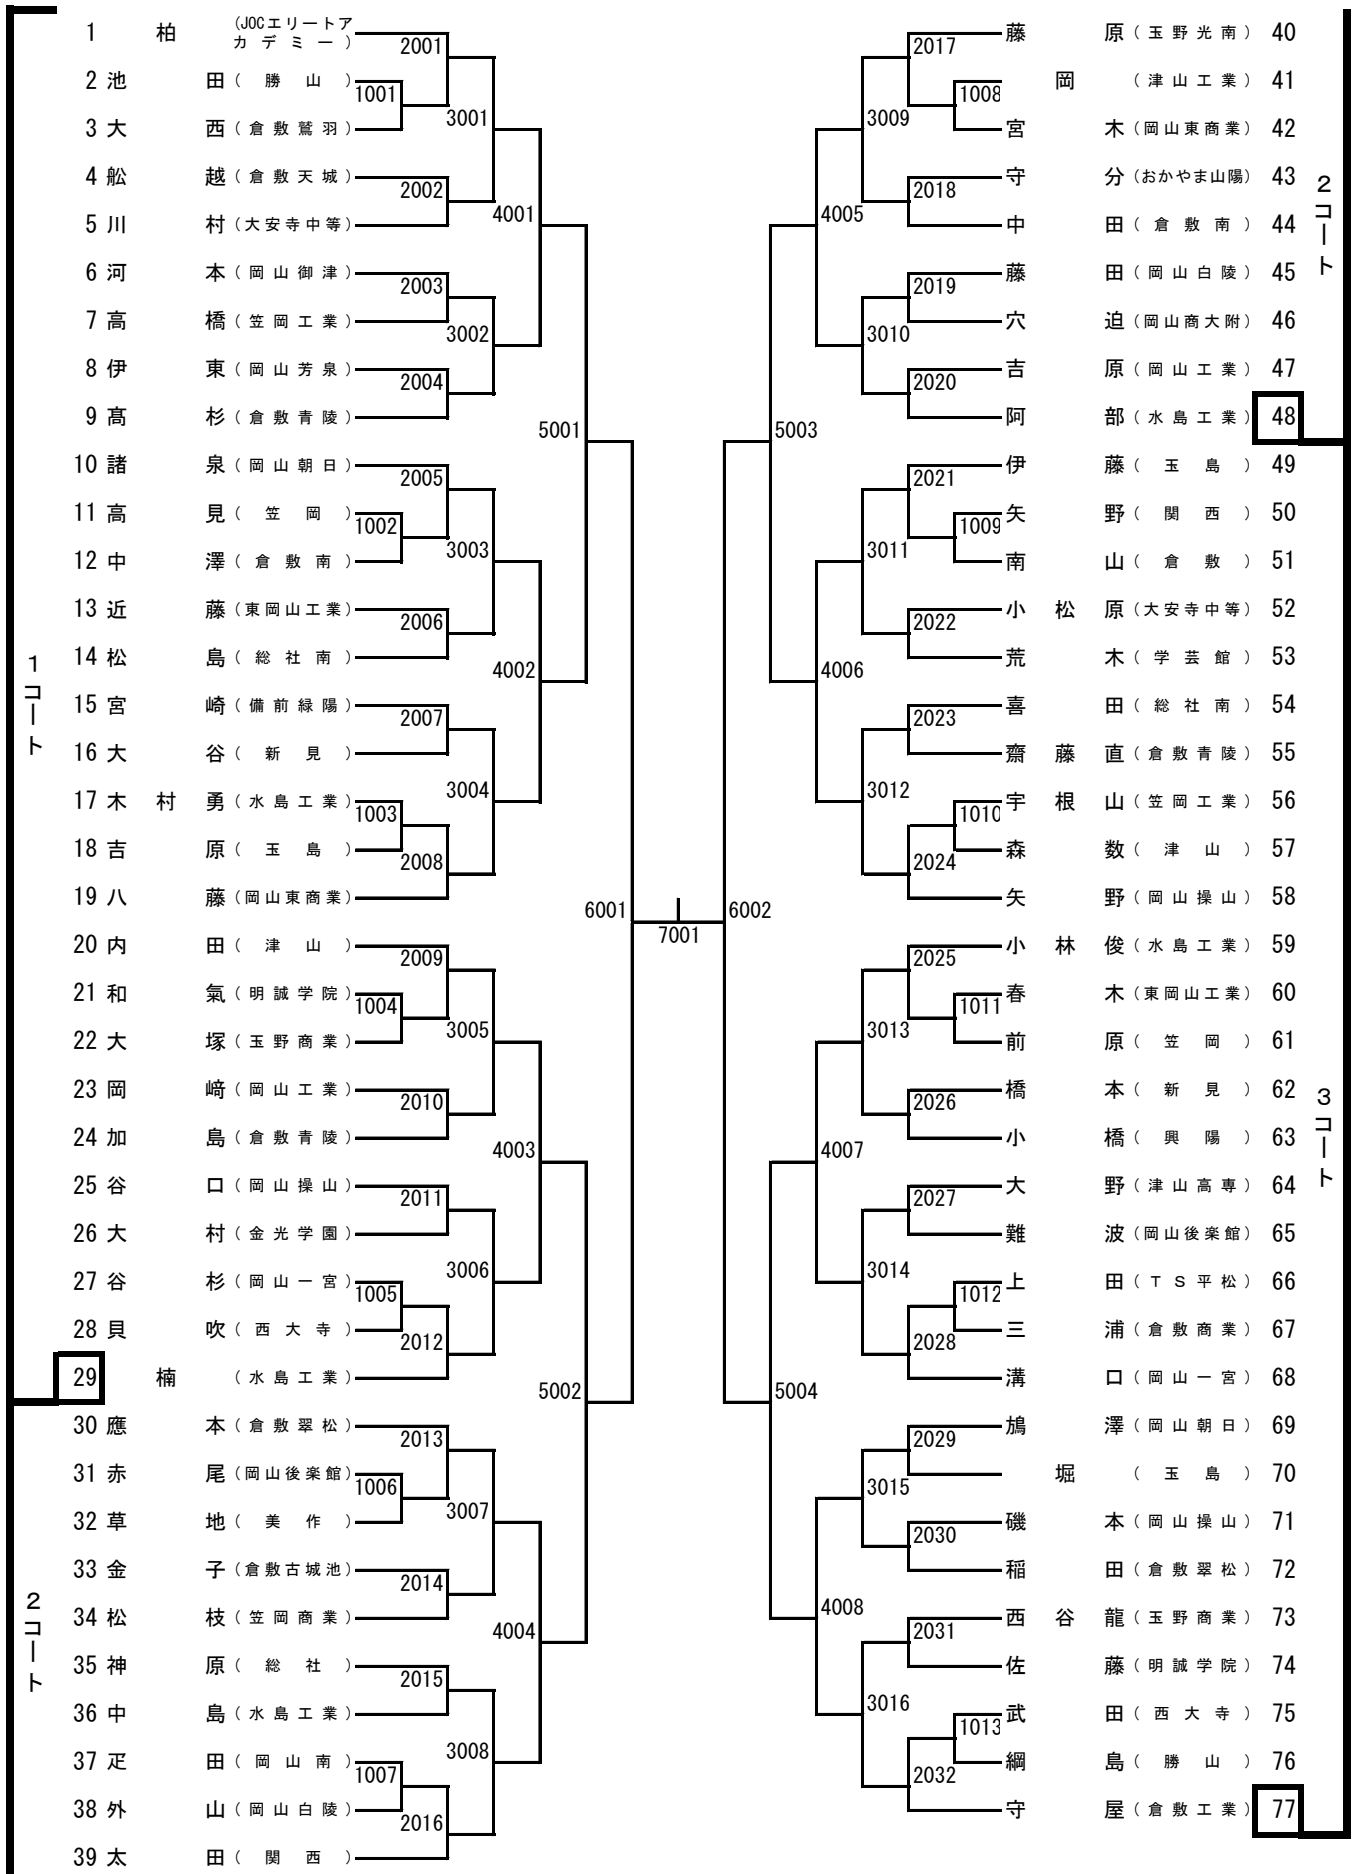 1 柏 (JOCエリートアカデミー)
2 池田 (勝山)
3 大西 (倉敷鷲羽)
4 舩越 (倉敷天城)
5 川村 (大安寺中等)
6 河本 (岡山御津)
7 高橋 (笠岡工業)
8 伊東 (岡山芳泉)
9 髙杉 (倉敷青陵)
10 諸泉 (岡山朝日)
11 高見 (笠岡)
12 中澤 (倉敷南)
13 近藤 (東岡山工業)
14 松島 (総社南)
15 宮崎 (備前緑陽)
16 大谷 (新見)
17 木村勇 (水島工業)
18 吉原 (玉島)
19 八藤 (岡山東商業)
20 内田 (津山)
21 和氣 (明誠学院)
22 大塚 (玉野商業)
23 岡﨑 (岡山工業)
24 加島 (倉敷青陵)
25 谷口 (岡山操山)
26 大村 (金光学園)
27 谷杉 (岡山一宮)
28 貝吹 (西大寺)
29 楠 (水島工業)
30 應本 (倉敷翠松)
31 赤尾 (岡山後楽館)
32 草地 (美作)
33 金子 (倉敷古城池)
34 松枝 (笠岡商業)
35 神原 (総社)
36 中島 (水島工業)
37 疋田 (岡山南)
38 外山 (岡山白陵)
39 太田 (関西)
1コート
2コート
1001
1002
1003
1004
1005
1006
1007
2001
2002
2003
2004
2005
2006
2007
2008
2009
2010
2011
2012
2013
2014
2015
2016
3001
3002
3003
3004
3005
3006
3007
3008
4001
4002
4003
4004
5001
5002
6001
7001
6002
5003
5004
4005
4006
4007
4008
3009
3010
3011
3012
3013
3014
3015
3016
2017
2018
2019
2020
2021
2022
2023
2024
2025
2026
2027
2028
2029
2030
2031
2032
1008
1009
1010
1011
1012
1013
藤原 (玉野光南) 40
岡 (津山工業) 41
宮木 (岡山東商業) 42
守分 (おかやま山陽) 43
中田 (倉敷南) 44
藤田 (岡山白陵) 45
穴迫 (岡山商大附) 46
吉原 (岡山工業) 47
阿部 (水島工業) 48
伊藤 (玉島) 49
矢野 (関西) 50
南山 (倉敷) 51
小松原 (大安寺中等) 52
荒木 (学芸館) 53
喜田 (総社南) 54
齋藤直 (倉敷青陵) 55
宇根山 (笠岡工業) 56
森数 (津山) 57
矢野 (岡山操山) 58
小林俊 (水島工業) 59
春木 (東岡山工業) 60
前原 (笠岡) 61
橋本 (新見) 62
小橋 (興陽) 63
大野 (津山高専) 64
難波 (岡山後楽館) 65
上田 (TS平松) 66
三浦 (倉敷商業) 67
溝口 (岡山一宮) 68
鳩澤 (岡山朝日) 69
堀 (玉島) 70
磯本 (岡山操山) 71
稲田 (倉敷翠松) 72
西谷龍 (玉野商業) 73
佐藤 (明誠学院) 74
武田 (西大寺) 75
綱島 (勝山) 76
守屋 (倉敷工業) 77
2コート
3コート